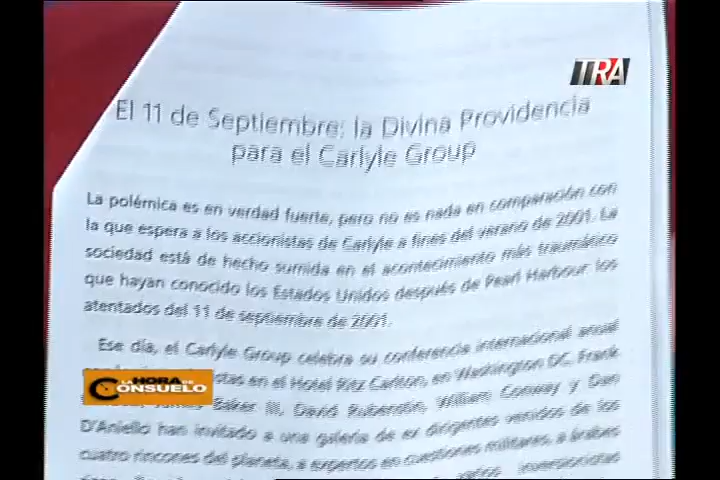 TRA
El 11 de Septiembre: la Divina Providencia
para el Carlyle Group
La polémica es en verdad fuerte, pero no es nada en comparación con
la que espera a los accionistas de Carlyle a fines del verano de 2001. La
sociedad está de hecho sumida en el acontecimiento más traumático
que hayan conocido los Estados Unidos después de Pearl Harbour: los
atentados del 11 de septiembre de 2001.
Ese día, el Carlyle Group celebra su conferencia internacional anual
en el Hotel Ritz Carlton, en Washington DC. Frank
LA HORA DE
CONSUELO
Baker III, David Rubenstein, William Conway y Dan
D'Aniello han invitado a una galería de ex dirigentes venidos de los
cuatro rincones del planeta, a expertos en cuestiones militares, a árabes